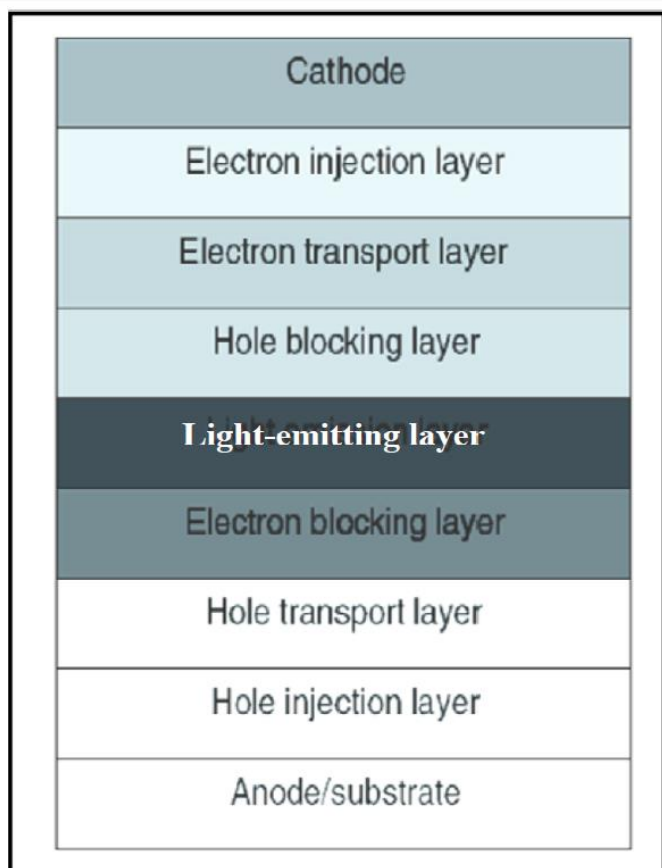 Cathode
Electron injection layer
Electron transport layer
Hole blocking layer
Light-emitting layer
Electron blocking layer
Hole transport layer
Hole injection layer
Anode/substrate